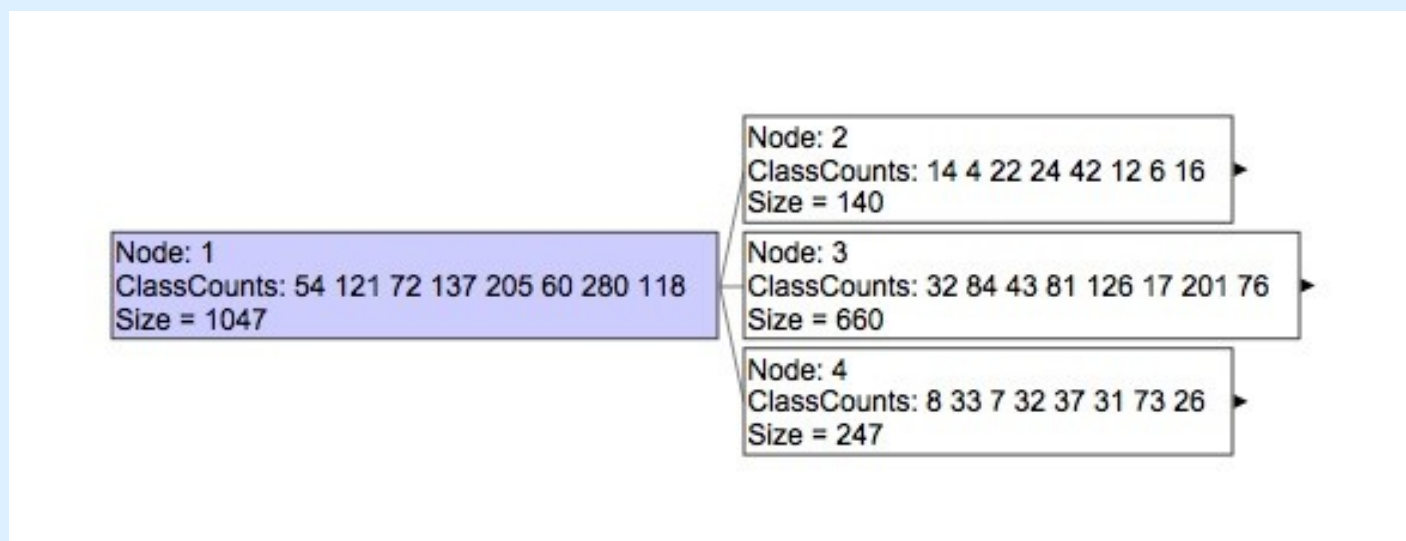 Node: 1
ClassCounts: 54 121 72 137 205 60 280 118
Size = 1047
Node: 2
ClassCounts: 14 4 22 24 42 12 6 16
Size = 140
Node: 3
ClassCounts: 32 84 43 81 126 17 201 76
Size = 660
Node: 4
ClassCounts: 8 33 7 32 37 31 73 26
Size = 247